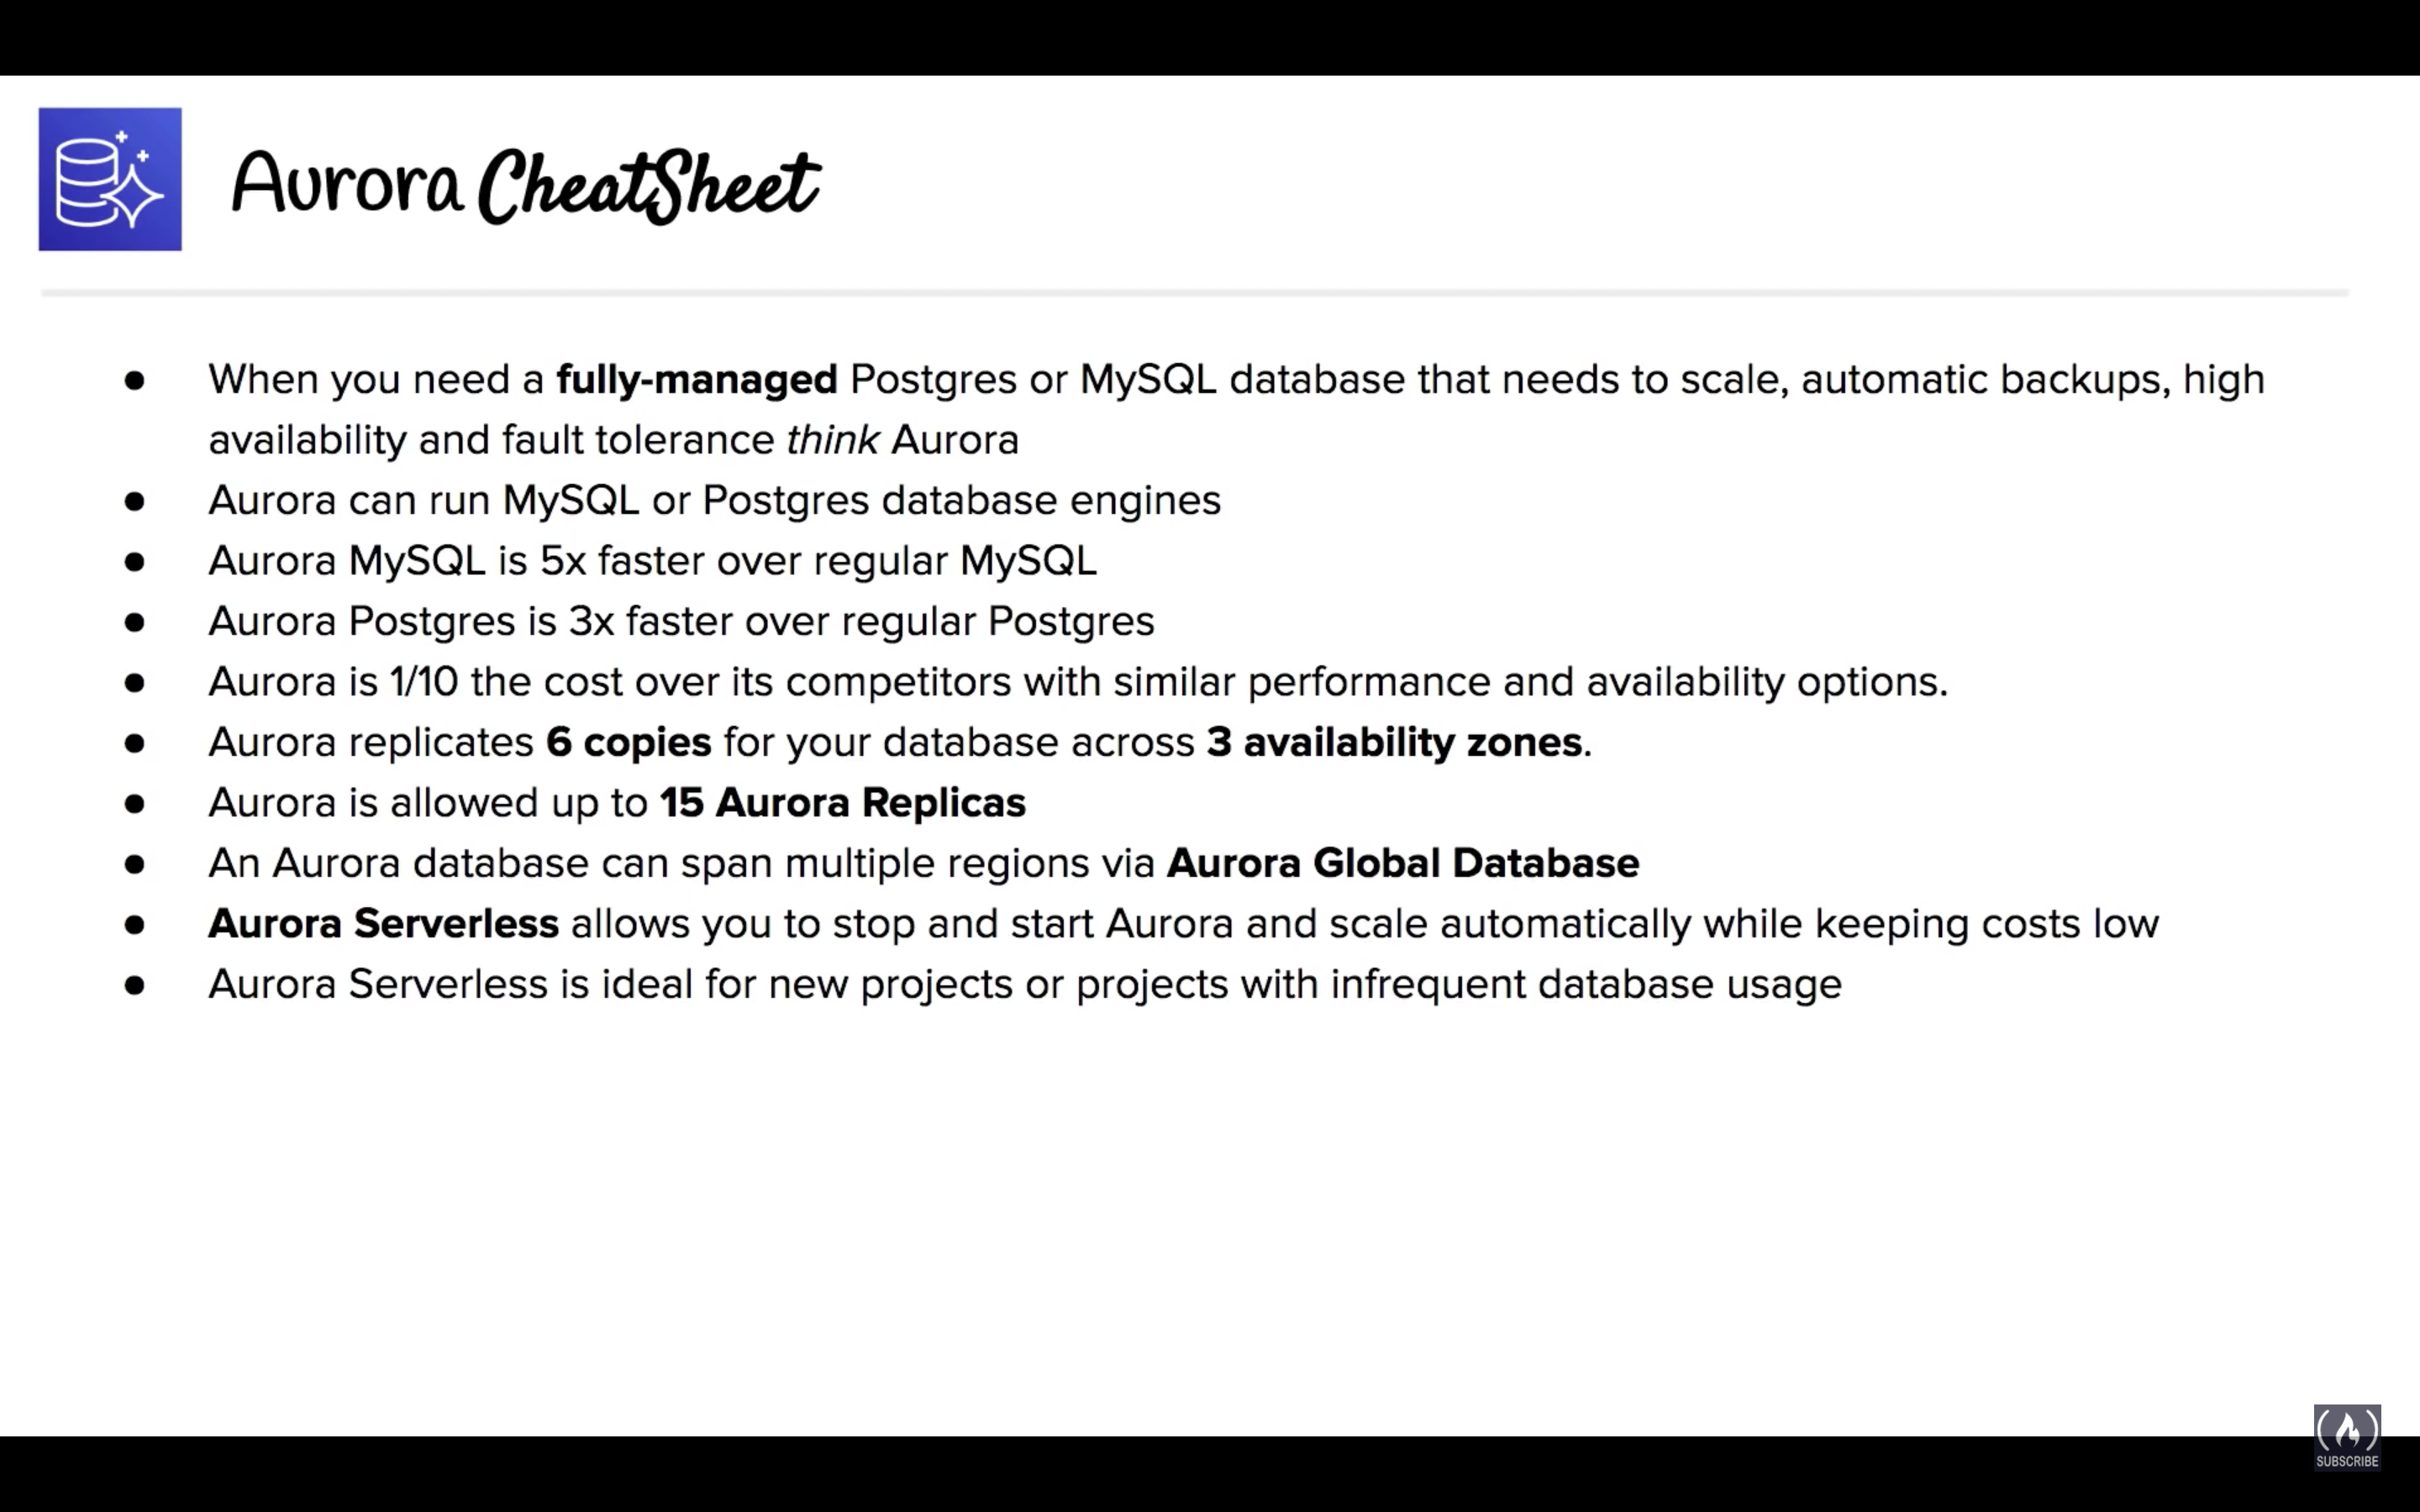 Aurora CheatSheet
● When you need a fully-managed Postgres or MySQL database that needs to scale, automatic backups, high
availability and fault tolerance think Aurora
● Aurora can run MySQL or Postgres database engines
● Aurora MySQL is 5x faster over regular MySQL
● Aurora Postgres is 3x faster over regular Postgres
● Aurora is 1/10 the cost over its competitors with similar performance and availability options.
● Aurora replicates 6 copies for your database across 3 availability zones.
● Aurora is allowed up to 15 Aurora Replicas
● An Aurora database can span multiple regions via Aurora Global Database
● Aurora Serverless allows you to stop and start Aurora and scale automatically while keeping costs low
● Aurora Serverless is ideal for new projects or projects with infrequent database usage
SUBSCRIBE